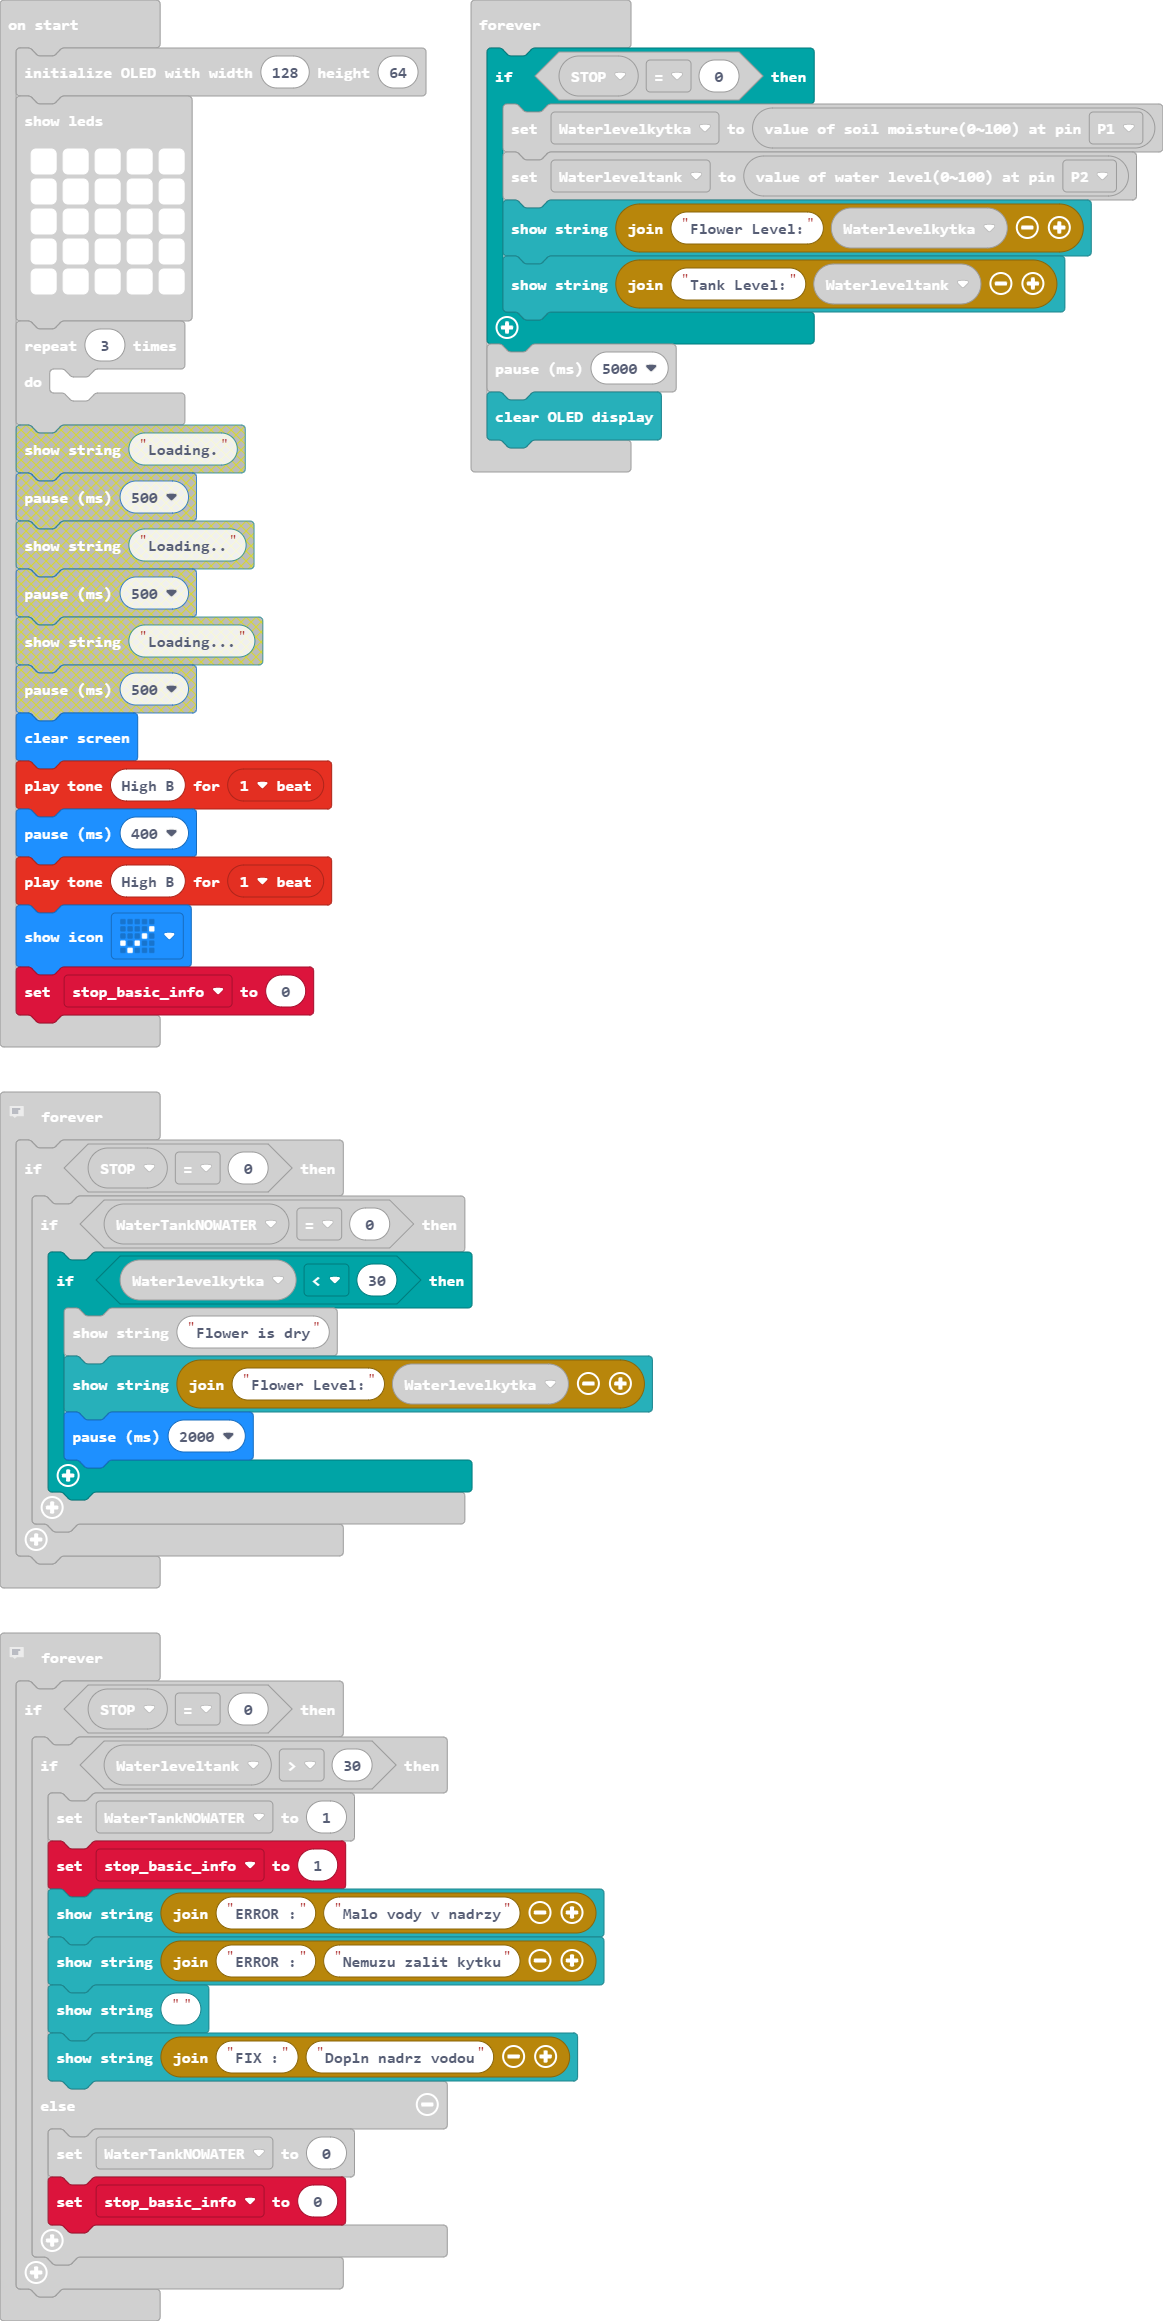 on start
initialize OLED with width 128 height 64
show leds
repeat 3 times
do
show string "Loading."
pause (ms) 500
show string "Loading.."
pause (ms) 500
show string "Loading..."
pause (ms) 500
clear screen
play tone High B for 1 beat
pause (ms) 400
play tone High B for 1 beat
show icon
set stop_basic_info to 0
forever
if STOP = 0 then
set Waterlevelkytka to value of soil moisture(0~100) at pin P1
set Waterleveltank to value of water level(0~100) at pin P2
show string join "Flower Level:" Waterlevelkytka
show string join "Tank Level:" Waterleveltank
pause (ms) 5000
clear OLED display
forever
if STOP = 0 then
if WaterTankNOWATER = 0 then
if Waterlevelkytka < 30 then
show string "Flower is dry"
show string join "Flower Level:" Waterlevelkytka
pause (ms) 2000
forever
if STOP = 0 then
if Waterleveltank > 30 then
set WaterTankNOWATER to 1
set stop_basic_info to 1
show string join "ERROR :" "Malo vody v nadrzy"
show string join "ERROR :" "Nemuzu zalit kytku"
show string " "
show string join "FIX :" "Dopln nadrz vodou"
else
set WaterTankNOWATER to 0
set stop_basic_info to 0